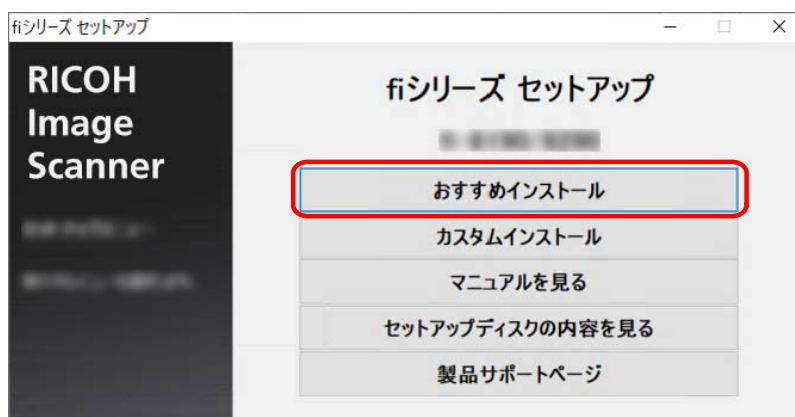 fiシリーズ セットアップ
RICOH
Image
Scanner
fiシリーズ セットアップ
おすすめインストール
カスタムインストール
マニュアルを見る
セットアップディスクの内容を見る
製品サポートページ